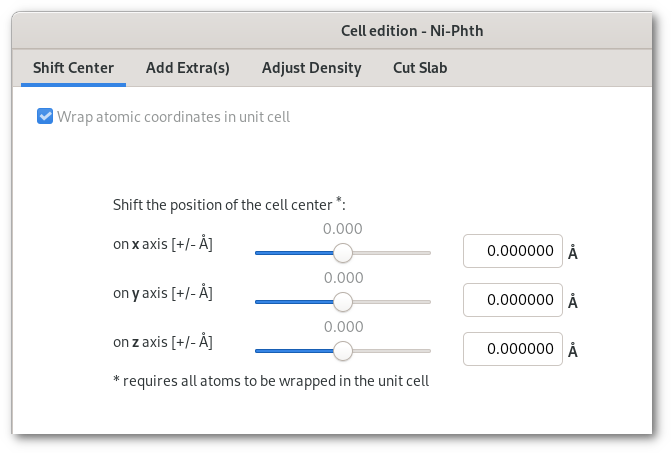 Cell edition - Ni-Phth
Shift Center Add Extra(s) Adjust Density Cut Slab
Wrap atomic coordinates in unit cell
Shift the position of the cell center *:
0.000
on x axis [+/- Å] 0.000000 Å
0.000
on y axis [+/- Å] 0.000000 Å
0.000
on z axis [+/- Å] 0.000000 Å
* requires all atoms to be wrapped in the unit cell